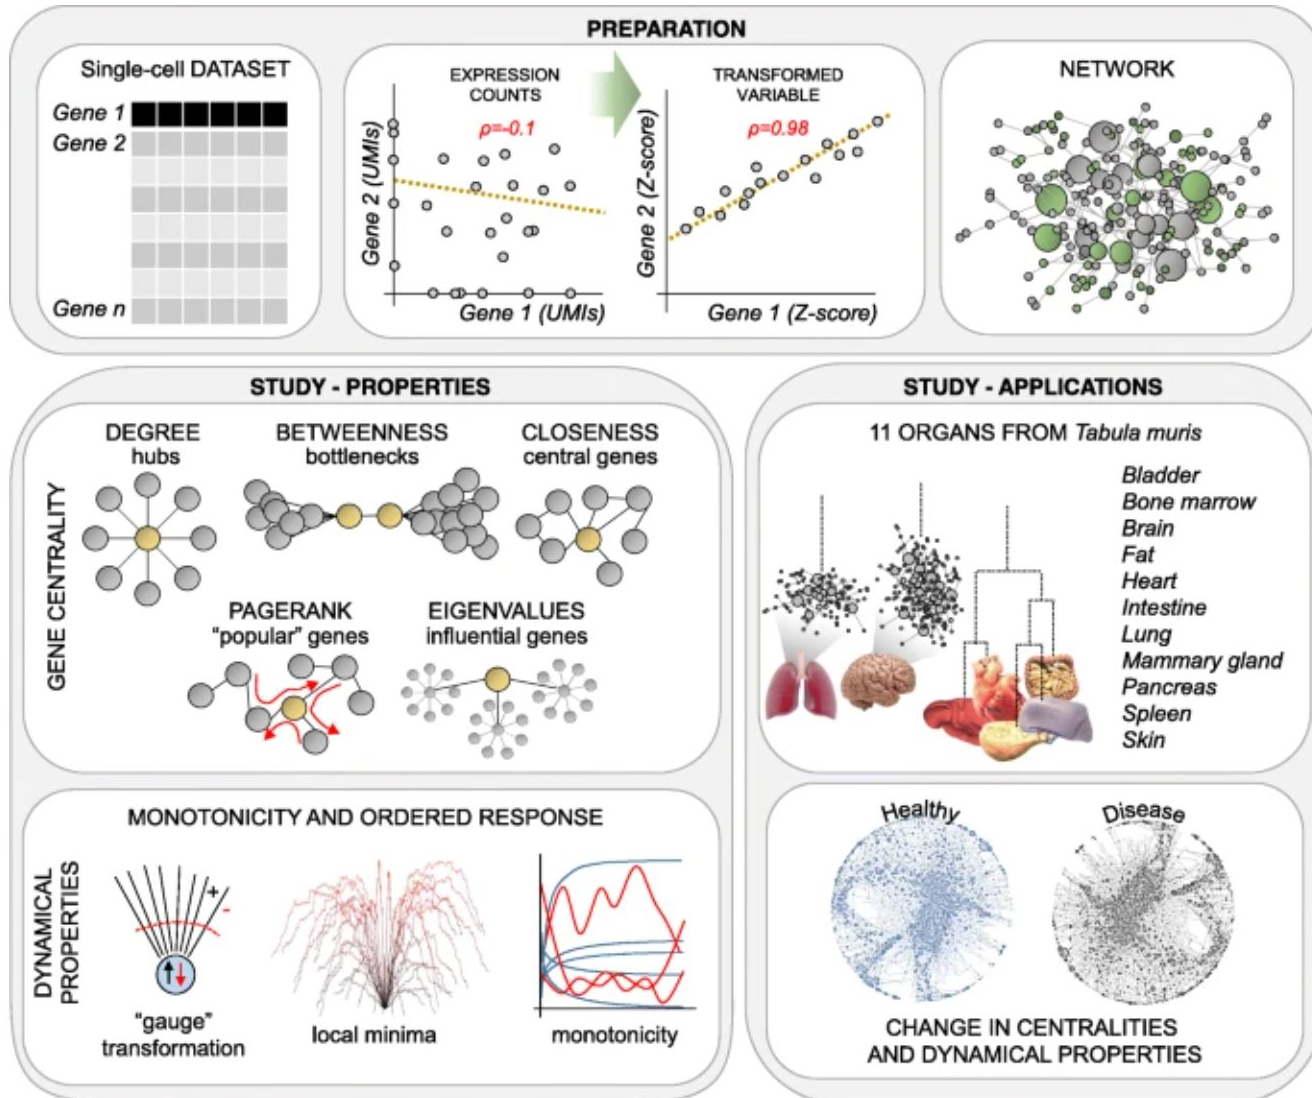 PREPARATION
Single-cell DATASET
Gene 1
Gene 2
Gene n
EXPRESSION
COUNTS
ρ=-0.1
Gene 2 (UMIs)
Gene 1 (UMIs)
TRANSFORMED
VARIABLE
ρ=0.98
Gene 2 (Z-score)
Gene 1 (Z-score)
NETWORK
STUDY - PROPERTIES
GENE CENTRALITY
DEGREE
hubs
BETWEENNESS
bottlenecks
CLOSENESS
central genes
PAGERANK
“popular” genes
EIGENVALUES
influential genes
DYNAMICAL
PROPERTIES
MONOTONICITY AND ORDERED RESPONSE
+
-
“gauge”
transformation
local minima
monotonicity
STUDY - APPLICATIONS
11 ORGANS FROM Tabula muris
Bladder
Bone marrow
Brain
Fat
Heart
Intestine
Lung
Mammary gland
Pancreas
Spleen
Skin
Healthy
Disease
CHANGE IN CENTRALITIES
AND DYNAMICAL PROPERTIES